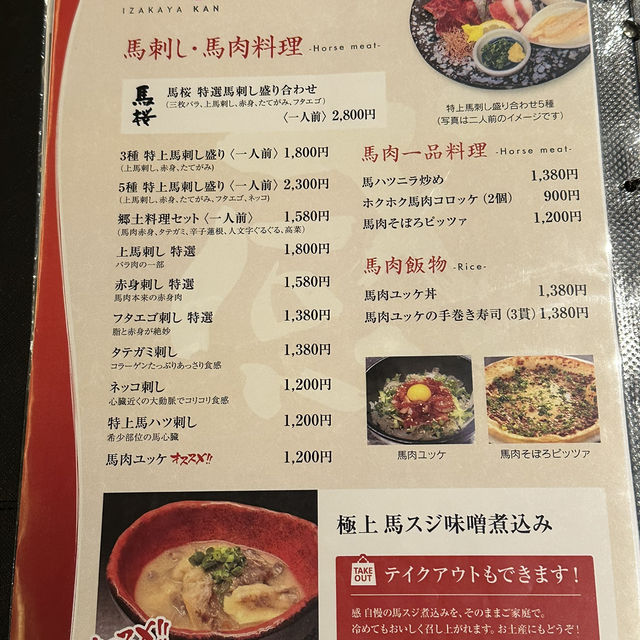 IZAKAYA KAN
馬刺し・馬肉料理 -Horse meat-
馬桜
馬桜 特選馬刺し盛り合わせ
(三枚バラ、上馬刺し、赤身、たてがみ、フタエゴ)
〈一人前〉2,800円
3種 特上馬刺し盛り〈一人前〉1,800円
(上馬刺し、赤身、たてがみ)
5種 特上馬刺し盛り〈一人前〉2,300円
(上馬刺し、赤身、たてがみ、フタエゴ、ネッコ)
郷土料理セット〈一人前〉 1,580円
(馬肉赤身、タテガミ、辛子蓮根、人文字ぐるぐる、高菜)
上馬刺し 特選 1,800円
バラ肉の一部
赤身刺し 特選 1,580円
馬肉本来の赤身肉
フタエゴ刺し 特選 1,380円
脂と赤身が絶妙
タテガミ刺し 1,380円
コラーゲンたっぷりあっさり食感
ネッコ刺し 1,200円
心臓近くの大動脈でコリコリ食感
特上馬ハツ刺し 1,200円
希少部位の馬心臓
馬肉ユッケ オススメ!! 1,200円
特上馬刺し盛り合わせ5種
(写真は二人前のイメージです)
馬肉一品料理 -Horse meat-
馬ハツニラ炒め 1,380円
ホクホク馬肉コロッケ(2個) 900円
馬肉そぼろピッツァ 1,200円
馬肉飯物 -Rice-
馬肉ユッケ丼 1,380円
馬肉ユッケの手巻き寿司(3貫) 1,380円
馬肉ユッケ
馬肉そぼろピッツァ
極上 馬スジ味噌煮込み
TAKE OUT テイクアウトもできます!
感 自慢の馬スジ煮込みを、そのままご家庭で。
冷めてもおいしく召し上がれます。お土産にもどうぞ!
オススメ!!